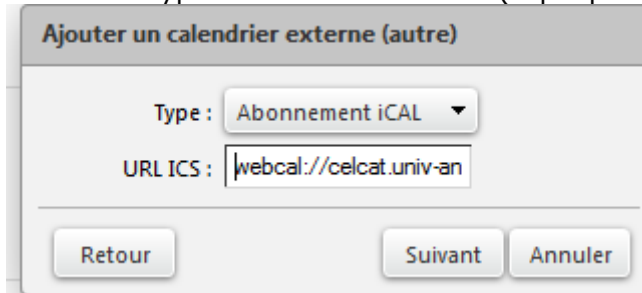 Ajouter un calendrier externe (autre)
Type : Abonnement iCAL
URL ICS : webcal://celcat.univ-an
Retour Suivant Annuler